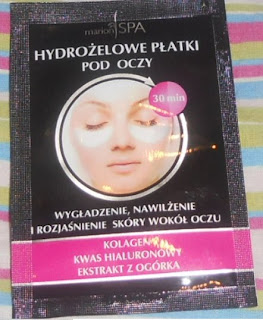 marion SPA
HYDROŻELOWE PŁATKI
POD OCZY
30 min
WYGŁADZENIE, NAWILŻENIE
I ROZJAŚNIENIE SKÓRY WOKÓŁ OCZU
KOLAGEN
KWAS HIALURONOWY
EKSTRAKT Z OGÓRKA